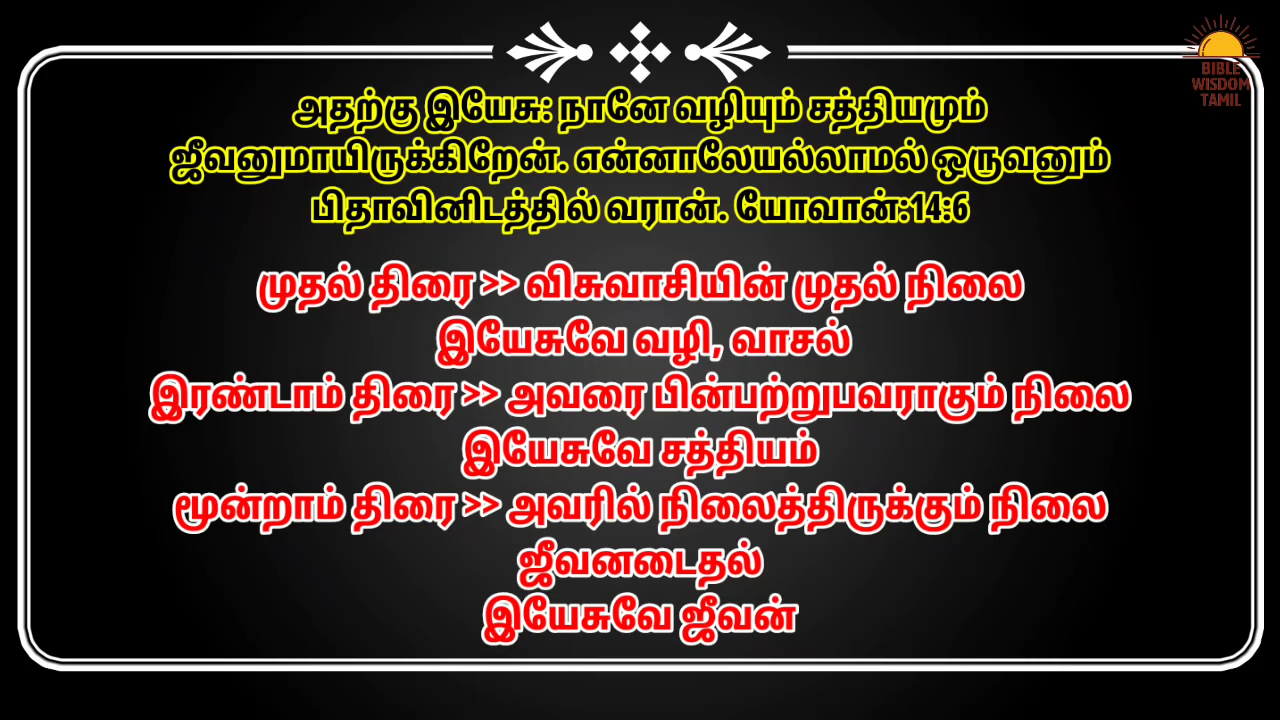 BIBLE
WISDOM
TAMIL
அதற்கு இயேசு: நானே வழியும் சத்தியமும்
ஜீவனுமாயிருக்கிறேன். என்னாலேயல்லாமல் ஒருவனும்
பிதாவினிடத்தில் வரான். யோவான்:14:6
முதல் திரை >> விசுவாசியின் முதல் நிலை
இயேசுவே வழி, வாசல்
இரண்டாம் திரை >> அவரை பின்பற்றுபவராகும் நிலை
இயேசுவே சத்தியம்
மூன்றாம் திரை >> அவரில் நிலைத்திருக்கும் நிலை
ஜீவனடைதல்
இயேசுவே ஜீவன்